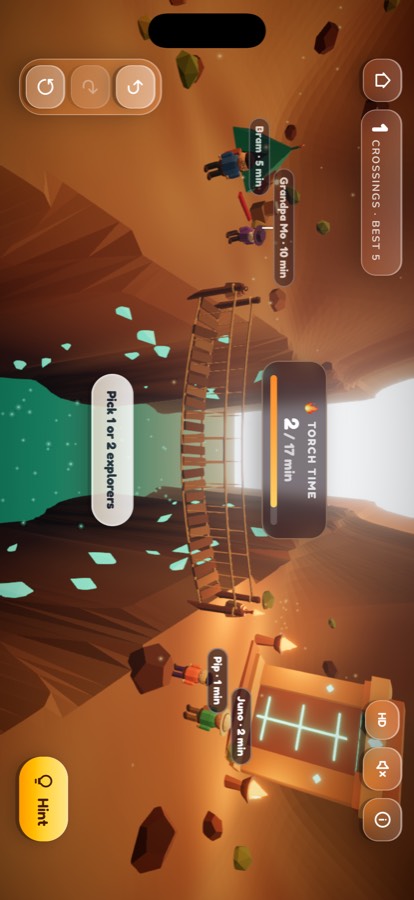 1 CROSSINGS · BEST 5
TORCH TIME
2 / 17 min
HD
Grandpa Mo · 10 min
Bram · 5 min
Juno · 2 min
Pip · 1 min
Pick 1 or 2 explorers
Hint